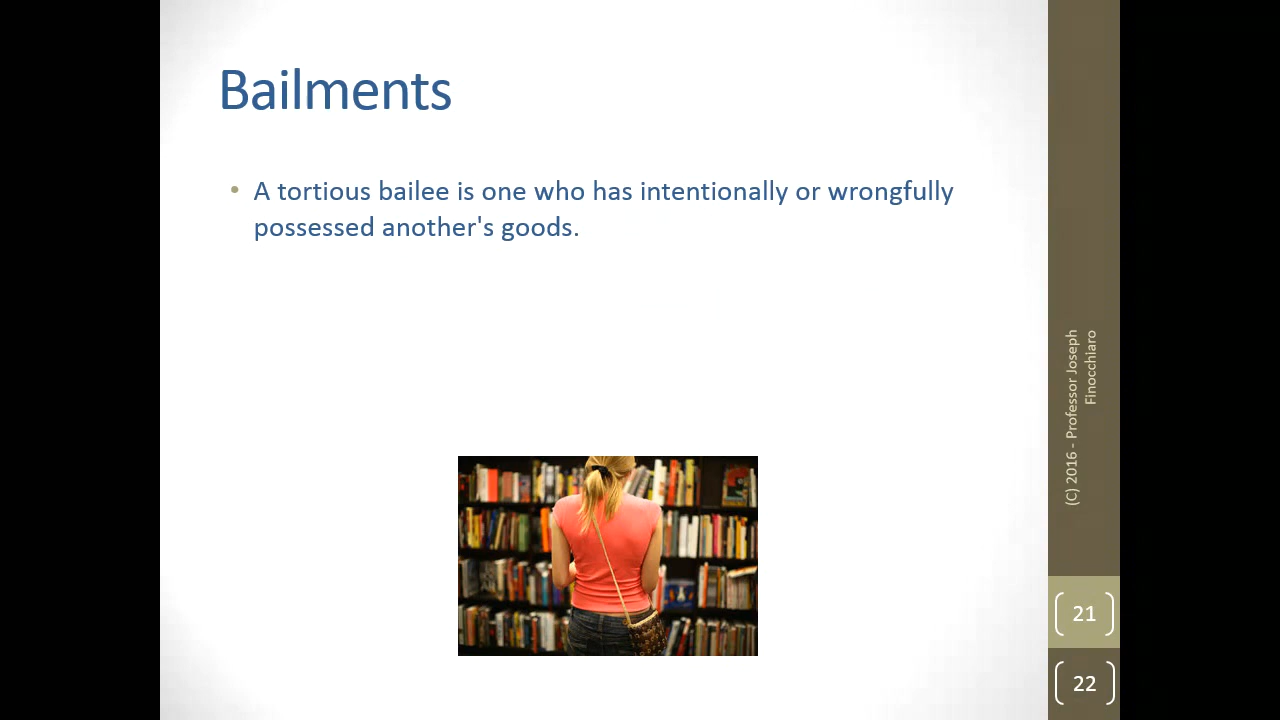 Bailments
• A tortious bailee is one who has intentionally or wrongfully
possessed another's goods.
(C) 2016 - Professor Joseph
Finocchiaro
21
22